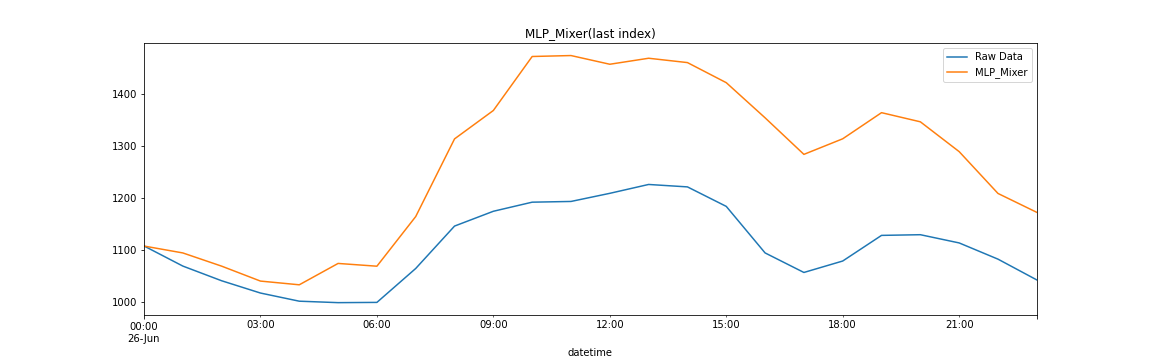 MLP_Mixer(last index)
Raw Data
MLP_Mixer
1400
1300
1200
1100
1000
00:00 03:00 06:00 09:00 12:00 15:00 18:00 21:00
26-Jun
datetime